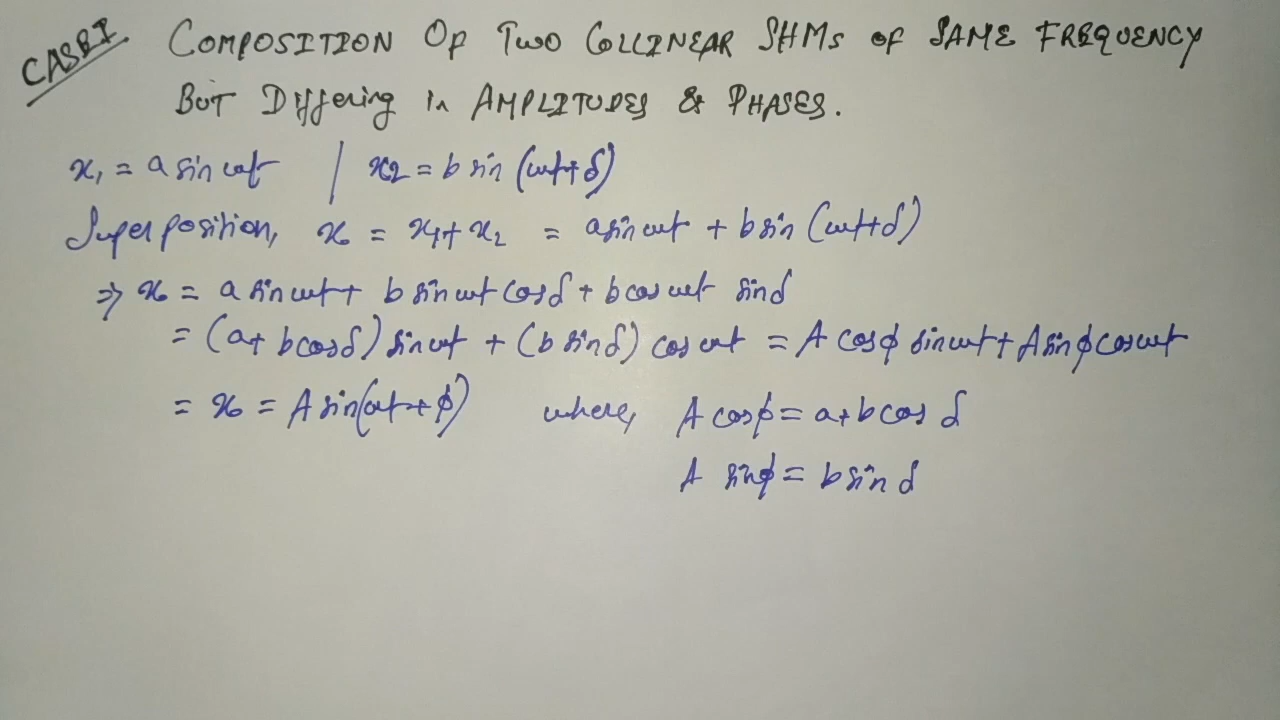 CASE I. COMPOSITION OF TWO COLLINEAR SHMs OF SAME FREQUENCY
BUT Differing in AMPLITUDES & PHASES.
x₁ = a sin ωt | x₂ = b sin (ωt+δ)
Superposition, x = x₁+x₂ = a sin ωt + b sin (ωt+δ)
⇒ x = a sin ωt + b sin ωt cos δ + b cos ωt sin δ
= (a+ b cos δ) sin ωt + (b sin δ) cos ωt = A cos ϕ sin ωt + A sin ϕ cos ωt
= x = A sin(ωt+ϕ) where, A cos ϕ = a+b cos δ
A sin ϕ = b sin δ